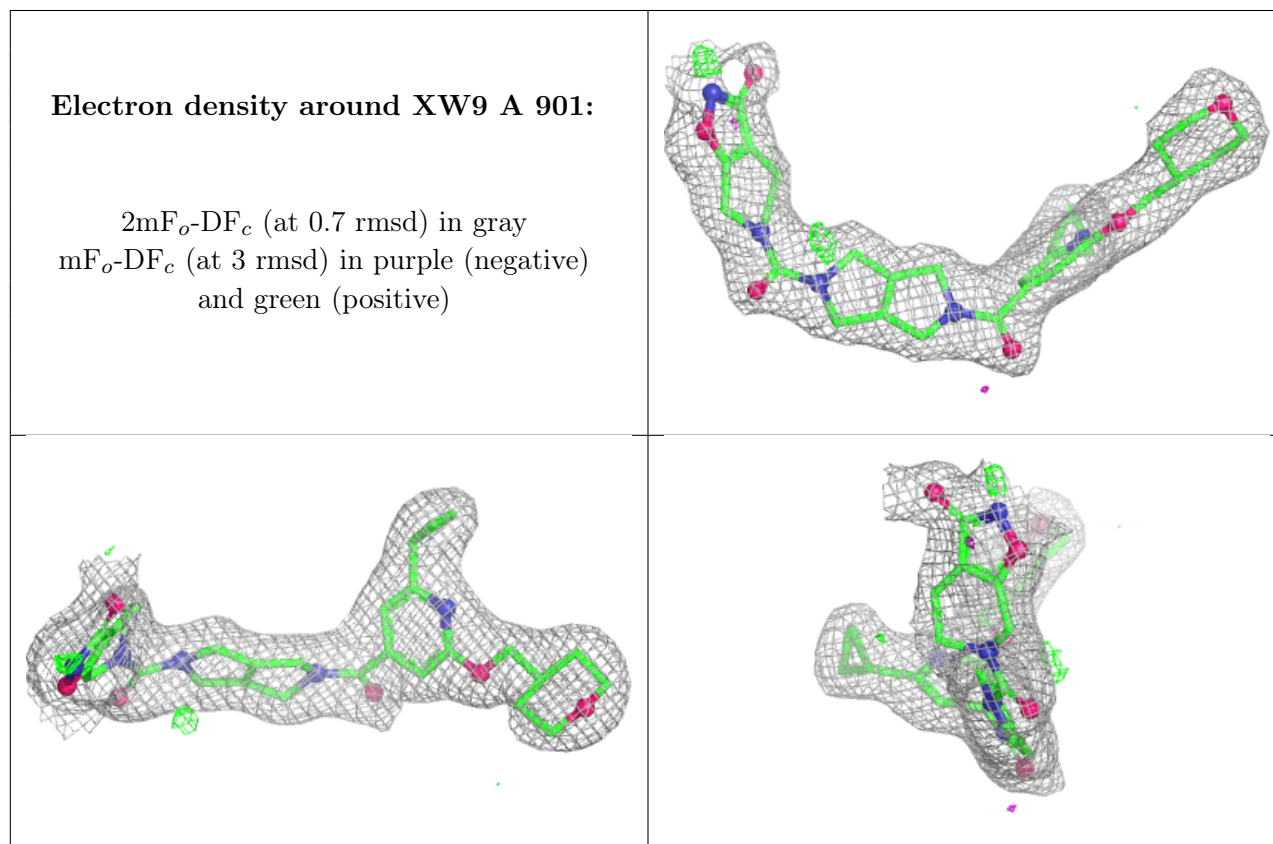 Electron density around XW9 A 901:
2mFo-DFc (at 0.7 rmsd) in gray
mFo-DFc (at 3 rmsd) in purple (negative)
and green (positive)